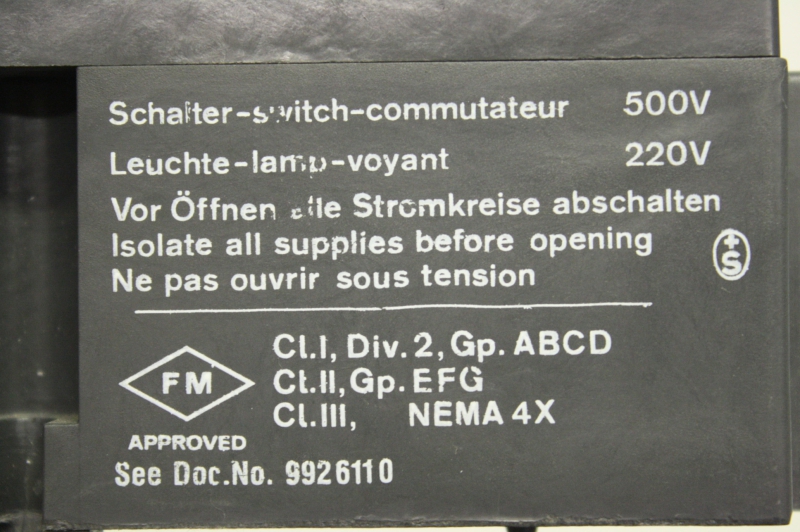 Schalter-switch-commutateur 500V
Leuchte-lamp-voyant 220V
Vor Öffnen alle Stromkreise abschalten
Isolate all supplies before opening
+S
Ne pas ouvrir sous tension
Cl.I, Div. 2, Gp. ABCD
FM
Cl.II, Gp. EFG
Cl.III, NEMA 4X
APPROVED
See Doc.No. 9926110